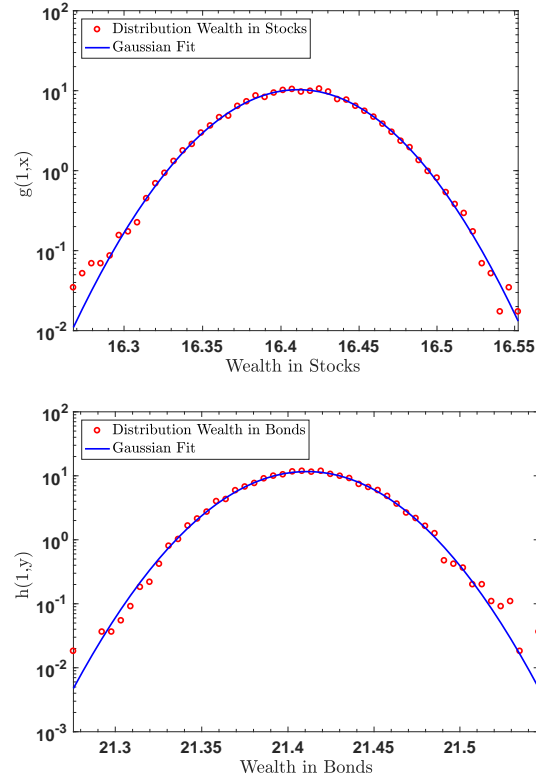 10^2
Distribution Wealth in Stocks
Gaussian Fit
10^1
10^0
10^-1
10^-2
g(1,x)
16.3 16.35 16.4 16.45 16.5 16.55
Wealth in Stocks
10^2
Distribution Wealth in Bonds
Gaussian Fit
10^1
10^0
10^-1
10^-2
10^-3
h(1,y)
21.3 21.35 21.4 21.45 21.5
Wealth in Bonds